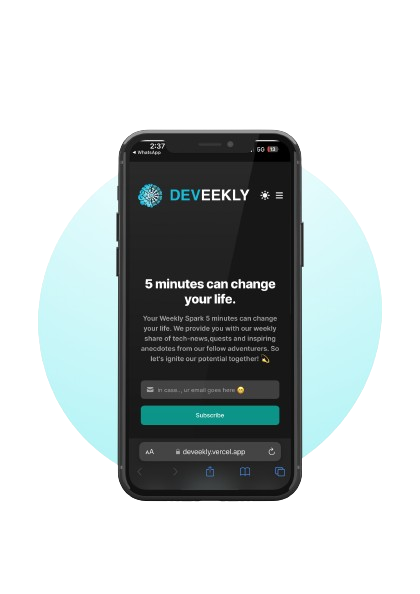 2:37
5G 13
◀ WhatsApp
DEVEEKLY
5 minutes can change
your life.
Your Weekly Spark 5 minutes can change
your life. We provide you with our weekly
share of tech-news,quests and inspiring
anecdotes from our fellow adventurers. So
let's ignite our potential together! 💫
in case.., ur email goes here 😁
Subscribe
AA deveekly.vercel.app